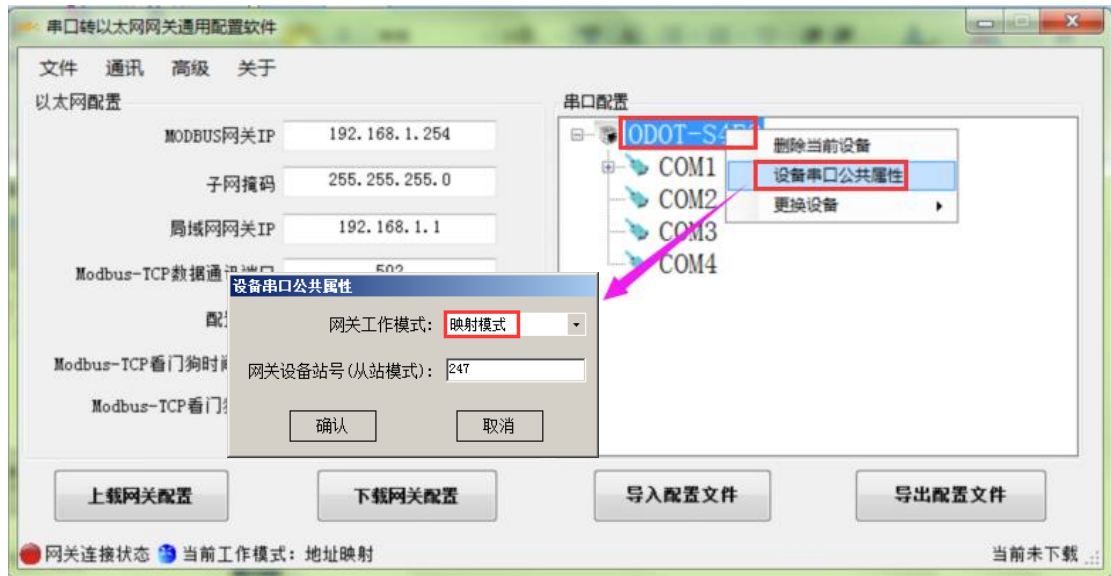 串口转以太网网关通用配置软件
文件 通讯 高级 关于
以太网配置
MODBUS网关IP 192.168.1.254
子网掩码 255.255.255.0
局域网网关IP 192.168.1.1
Modbus-TCP数据通讯端口 502
Modbus-TCP看门狗时
Modbus-TCP看门
串口配置
ODOT-S4
COM1
COM2
COM3
COM4
删除当前设备
设备串口公共属性
更换设备
设备串口公共属性
网关工作模式: 映射模式
网关设备站号(从站模式): 247
确认 取消
上载网关配置 下载网关配置 导入配置文件 导出配置文件
网关连接状态 当前工作模式: 地址映射 当前未下载